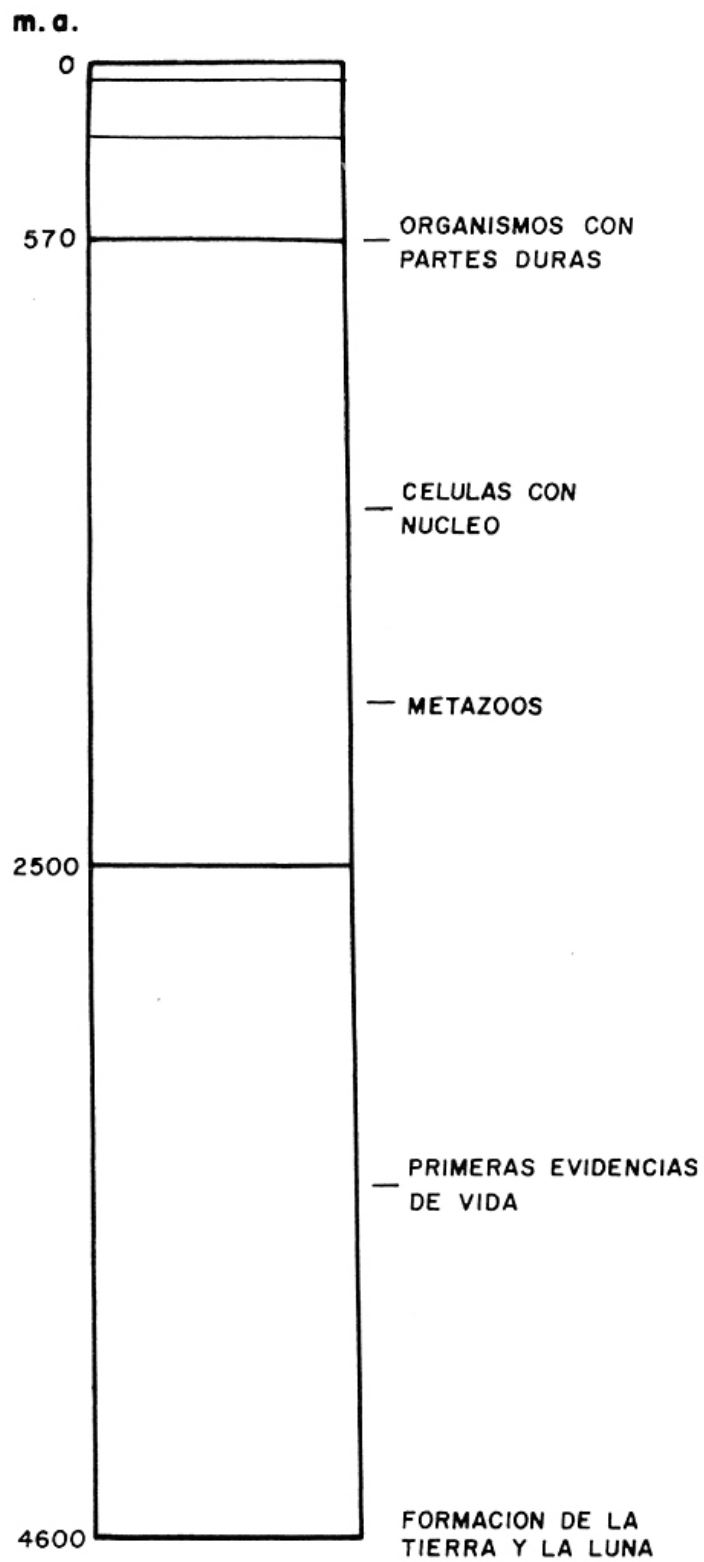 m.a.
0
570
ORGANISMOS CON
PARTES DURAS
CELULAS CON
NUCLEO
METAZOOS
2500
PRIMERAS EVIDENCIAS
DE VIDA
4600
FORMACION DE LA
TIERRA Y LA LUNA